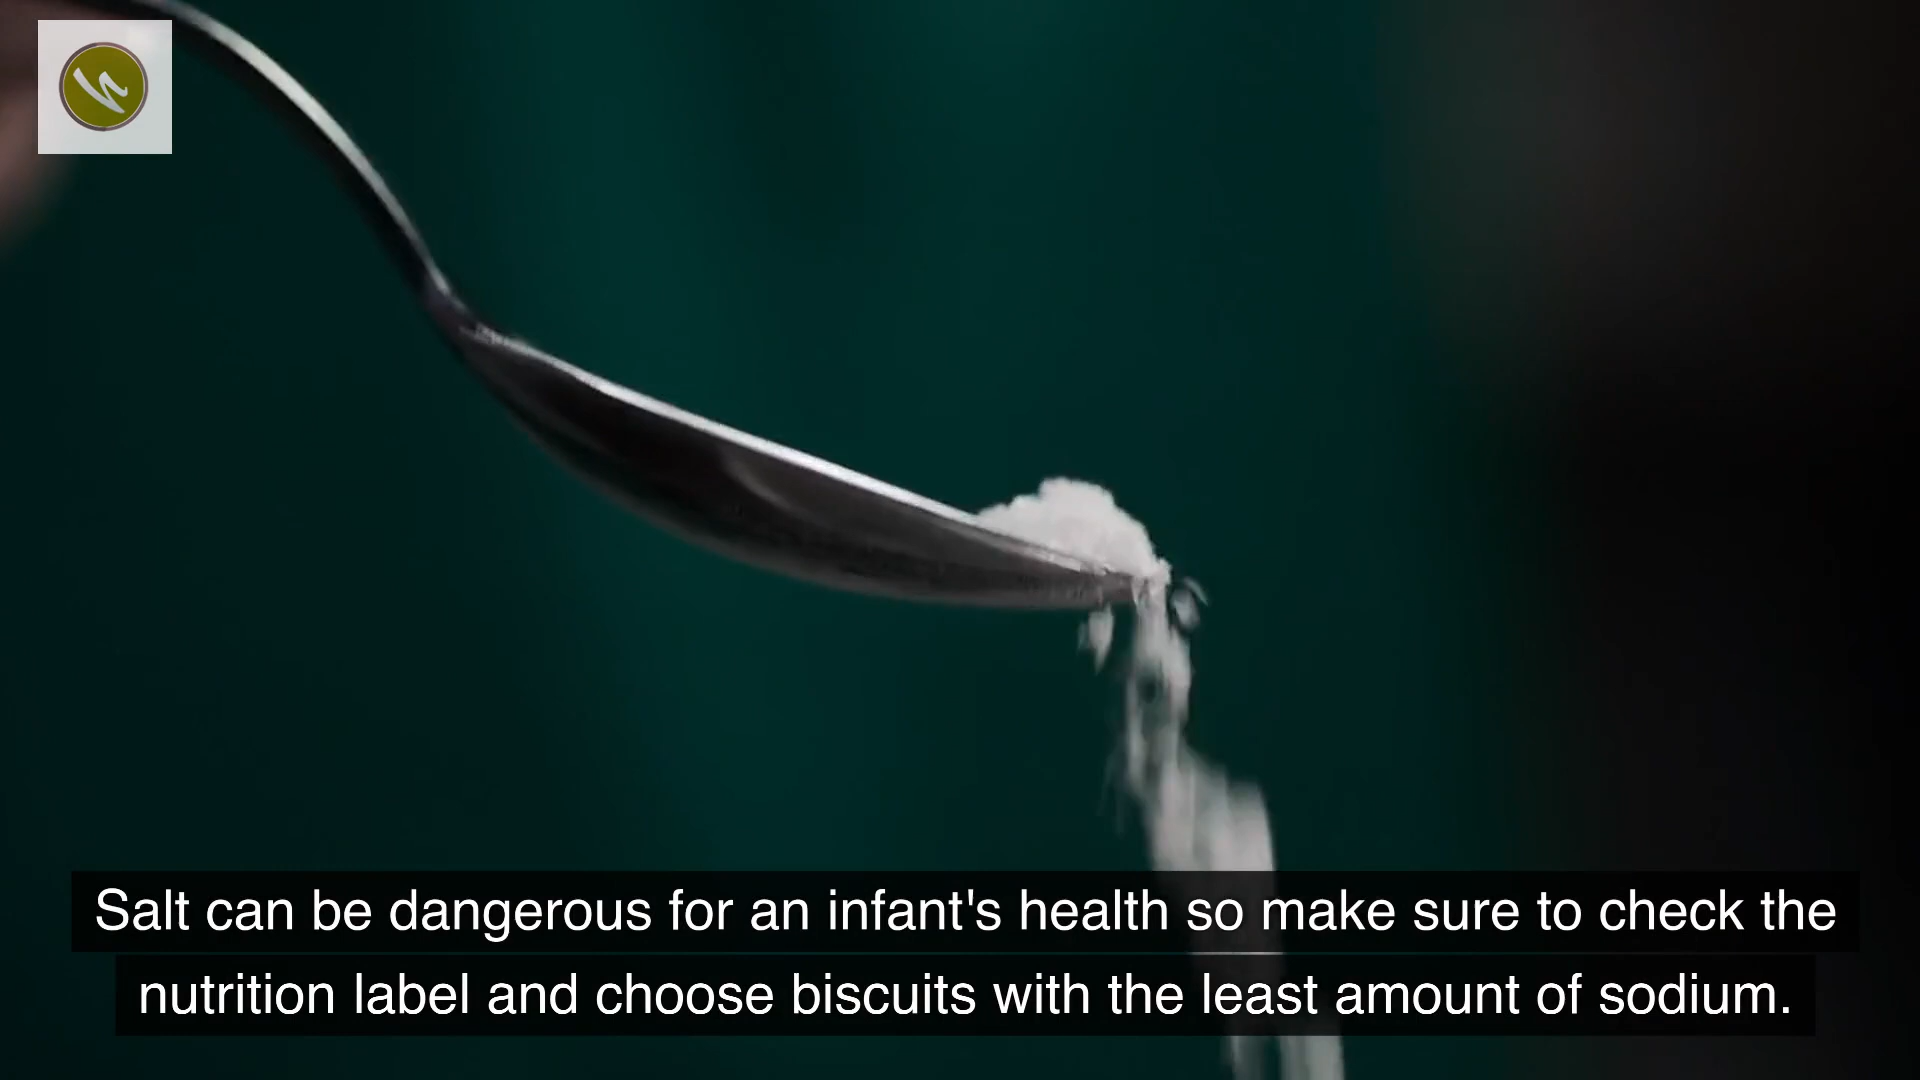 Salt can be dangerous for an infant's health so make sure to check the
nutrition label and choose biscuits with the least amount of sodium.